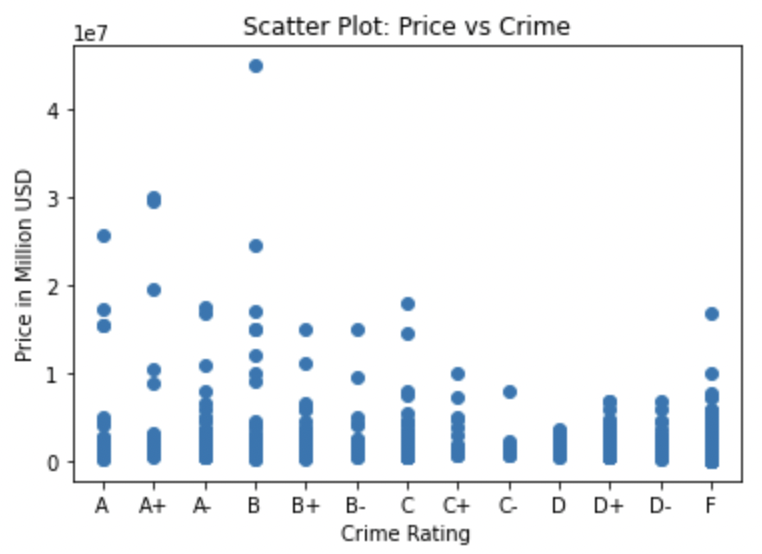 Scatter Plot: Price vs Crime
1e7
Price in Million USD
4
3
2
1
0
A A+ A- B B+ B- C C+ C- D D+ D- F
Crime Rating